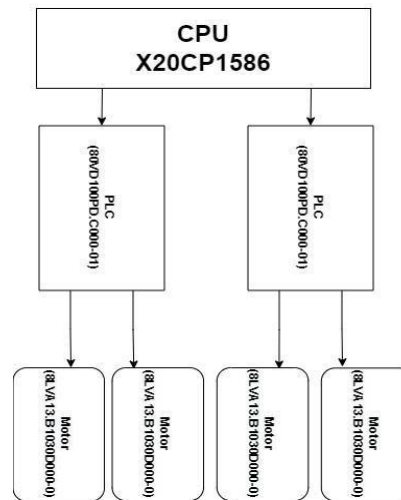 CPU
X20CP1586
PLC
(80VD100PD.C000-01)
PLC
(80VD100PD.C000-01)
Motor
(8LVA13.B1030D000-0)
Motor
(8LVA13.B1030D000-0)
Motor
(8LVA13.B1030D000-0)
Motor
(8LVA13.B1030D000-0)